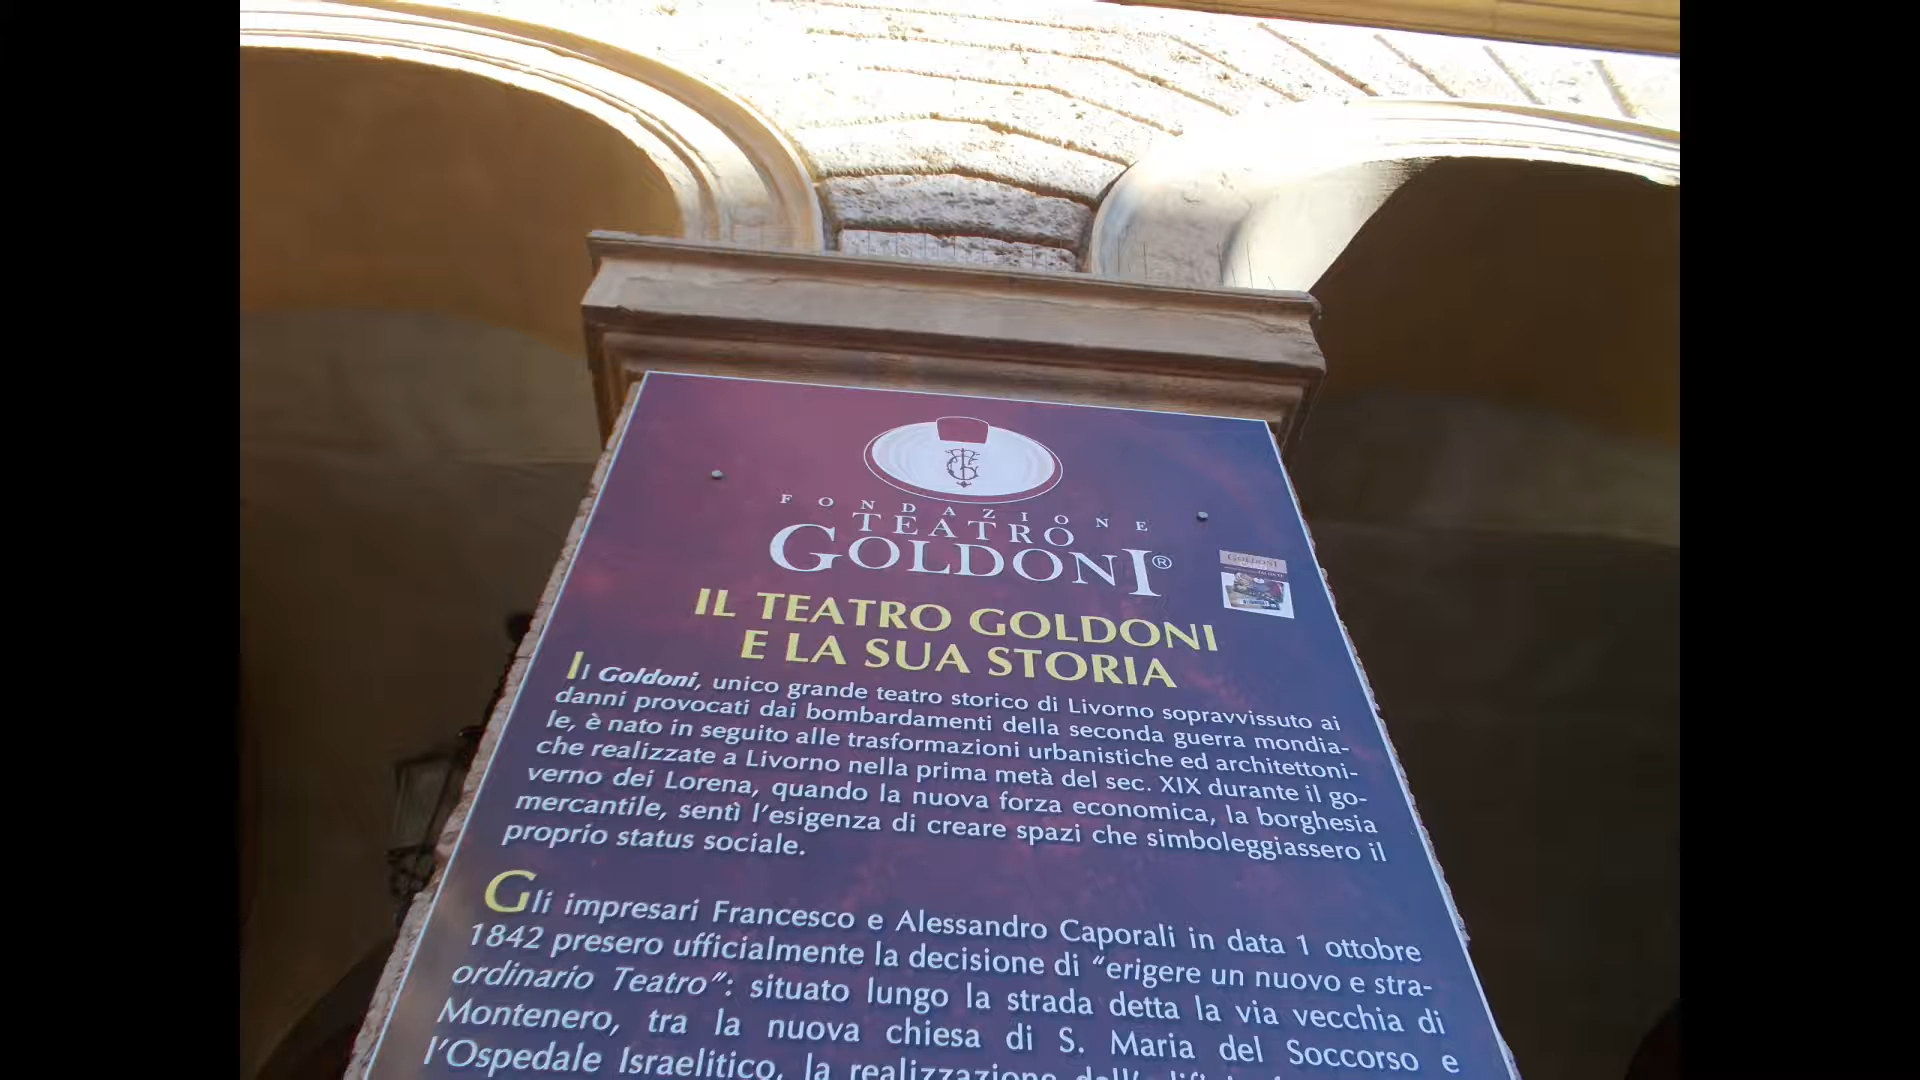 FONDAZIONE
TEATRO
GOLDONI®
IL TEATRO GOLDONI
E LA SUA STORIA
Il Goldoni, unico grande teatro storico di Livorno sopravvissuto ai
danni provocati dai bombardamenti della seconda guerra mondia-
le, è nato in seguito alle trasformazioni urbanistiche ed architettoni-
che realizzate a Livorno nella prima metà del sec. XIX durante il go-
verno dei Lorena, quando la nuova forza economica, la borghesia
mercantile, sentì l'esigenza di creare spazi che simboleggiassero il
proprio status sociale.
Gli impresari Francesco e Alessandro Caporali in data 1 ottobre
1842 presero ufficialmente la decisione di "erigere un nuovo e stra-
ordinario Teatro": situato lungo la strada detta la via vecchia di
Montenero, tra la nuova chiesa di S. Maria del Soccorso e
l'Ospedale Israelitico, la realizzazione